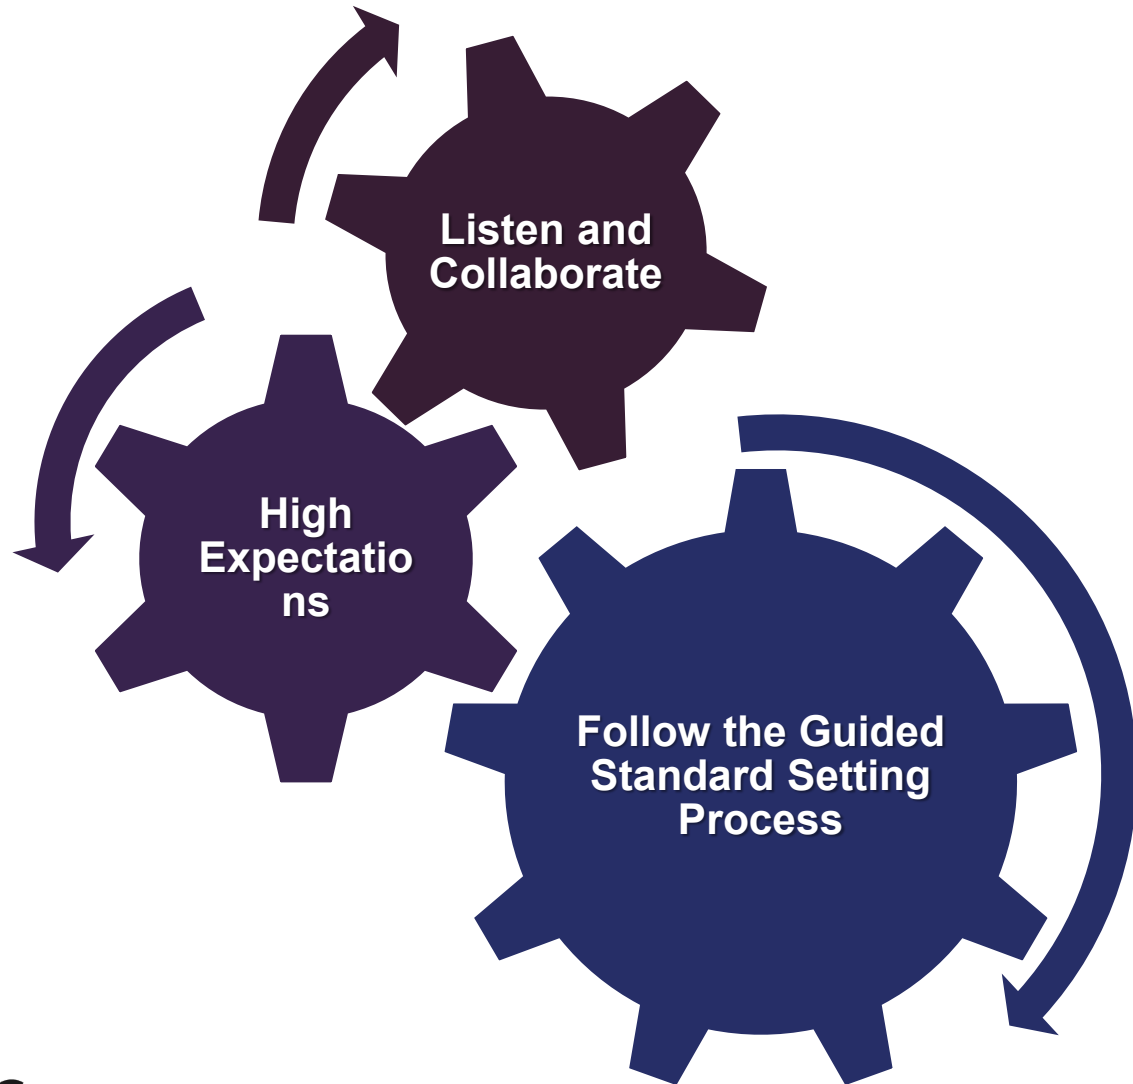 Listen and
Collaborate
High
Expectatio
ns
Follow the Guided
Standard Setting
Process